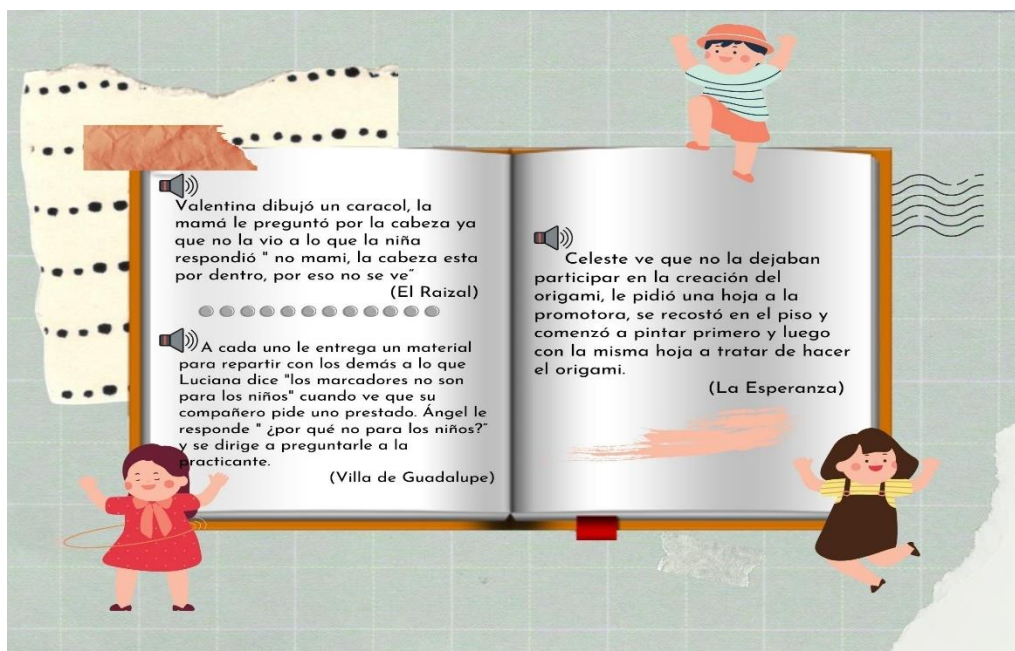 Valentina dibujó un caracol, la
mamá le preguntó por la cabeza ya
que no la vio a lo que la niña
respondió " no mami, la cabeza esta
por dentro, por eso no se ve"
(El Raizal)
A cada uno le entrega un material
para repartir con los demás a lo que
Luciana dice "los marcadores no son
para los niños" cuando ve que su
compañero pide uno prestado. Ángel le
responde " ¿por qué no para los niños?"
y se dirige a preguntarle a la
practicante.
(Villa de Guadalupe)
Celeste ve que no la dejaban
participar en la creación del
origami, le pidió una hoja a la
promotora, se recostó en el piso y
comenzó a pintar primero y luego
con la misma hoja a tratar de hacer
el origami.
(La Esperanza)